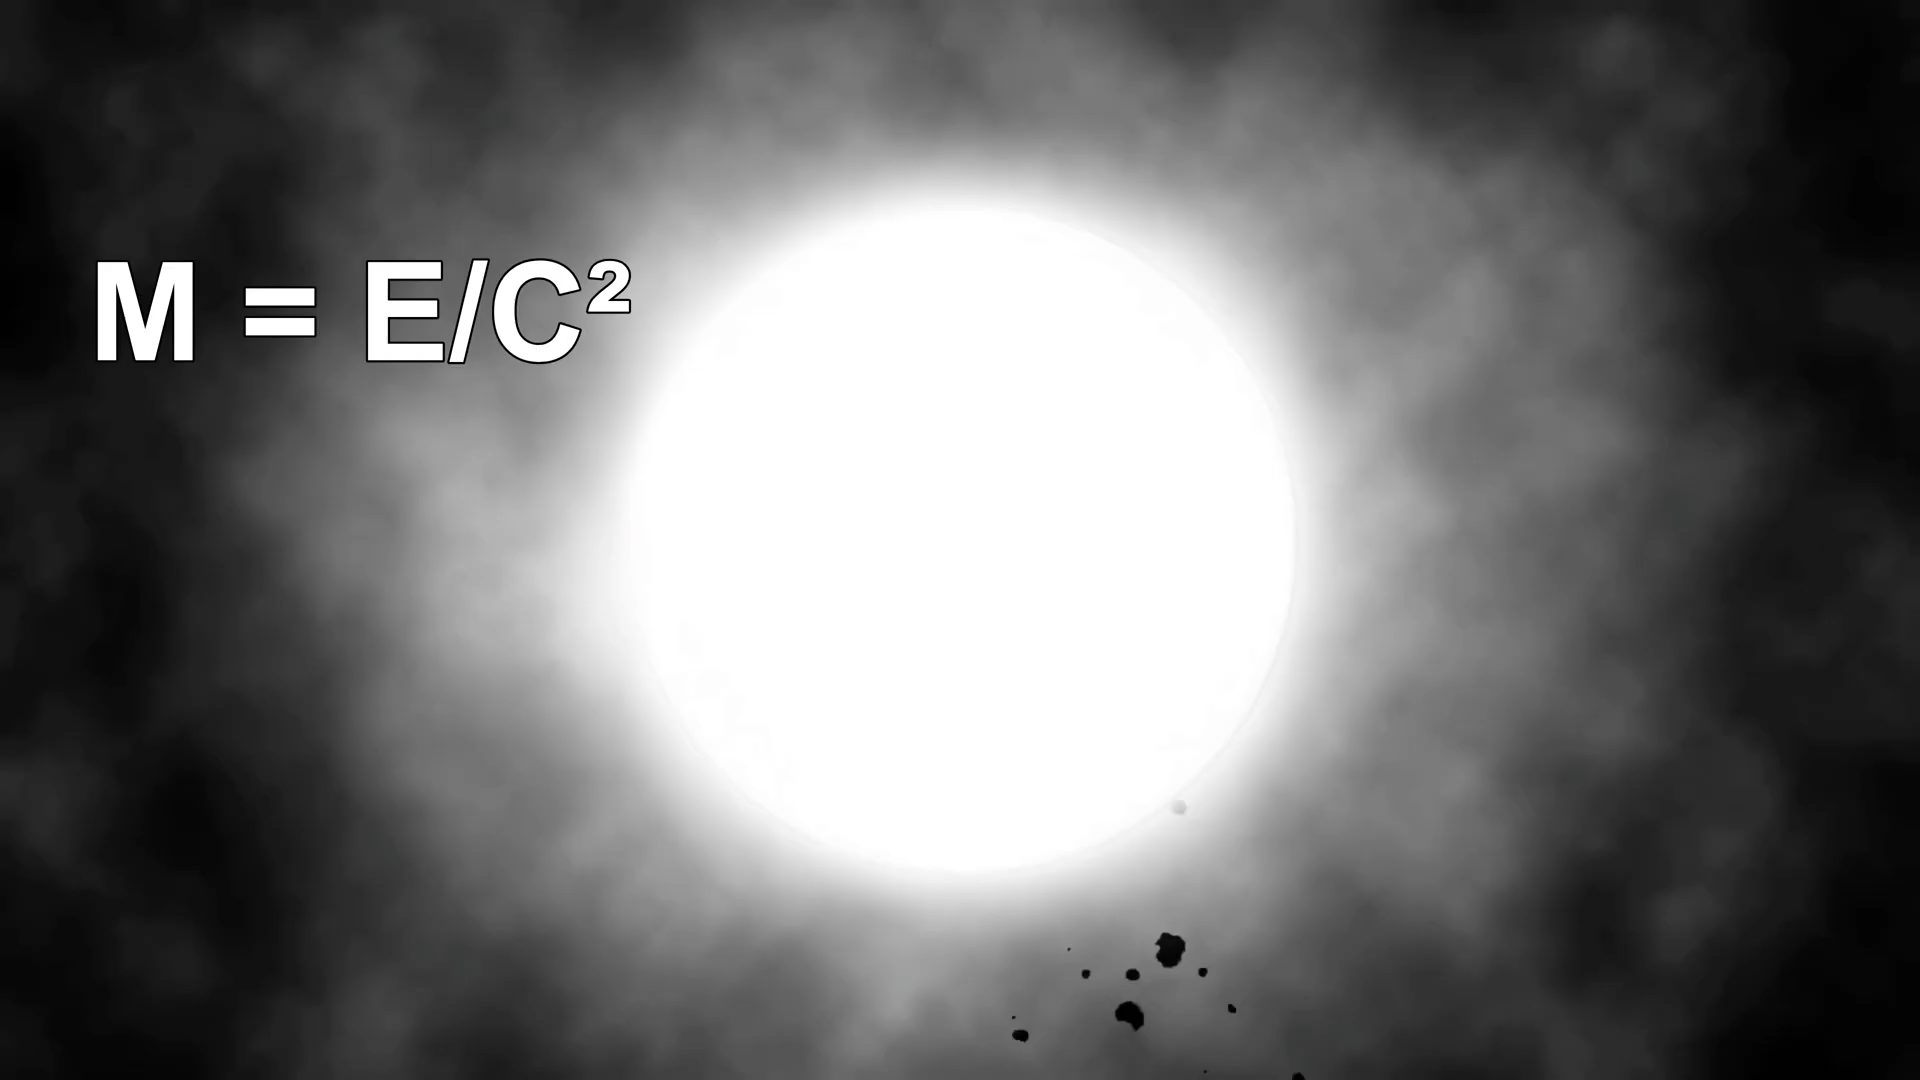 M = E/C²